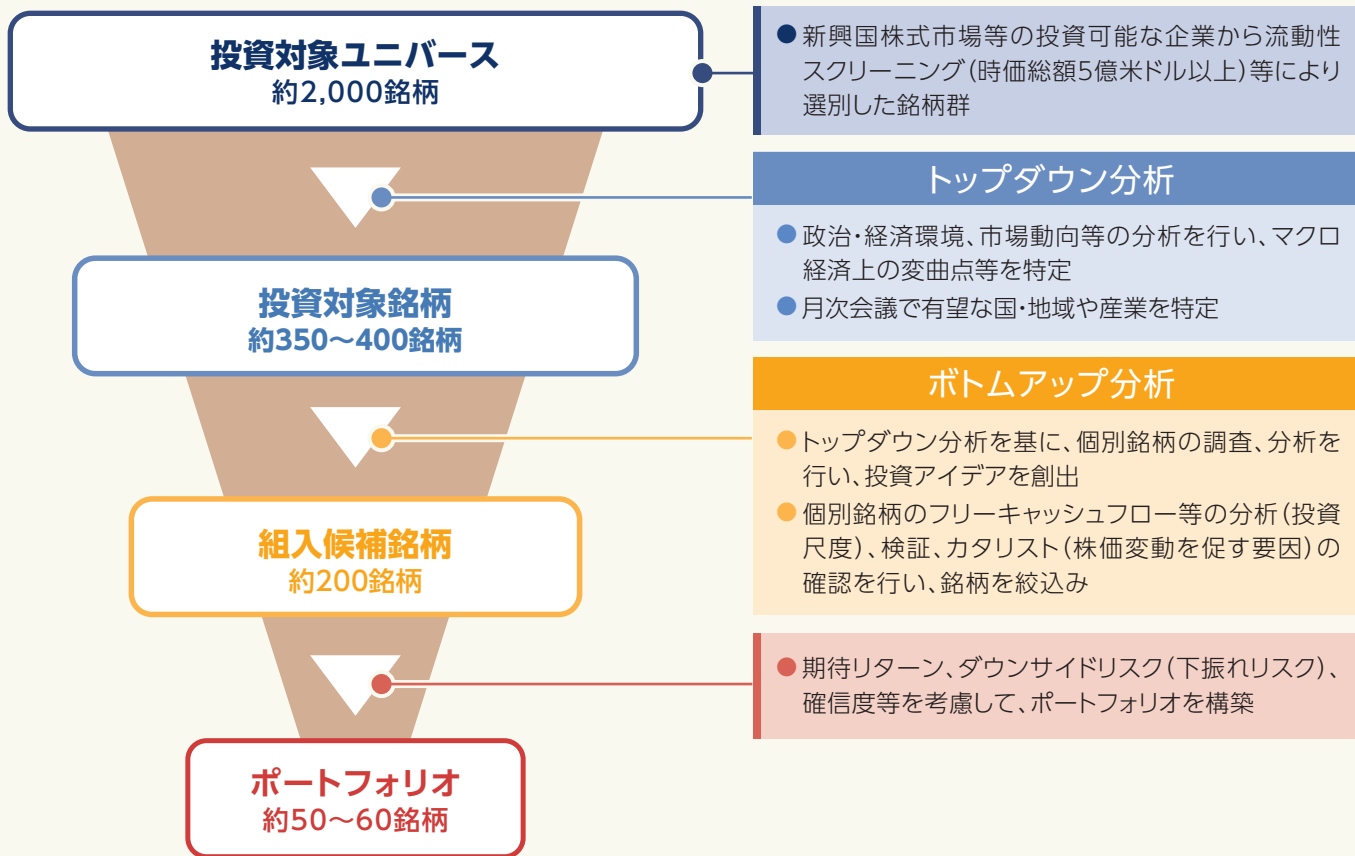 投資対象ユニバース
約2,000銘柄
●新興国株式市場等の投資可能な企業から流動性
スクリーニング(時価総額5億米ドル以上)等により
選別した銘柄群
トップダウン分析
●政治・経済環境、市場動向等の分析を行い、マクロ
経済上の変曲点等を特定
●月次会議で有望な国・地域や産業を特定
投資対象銘柄
約350〜400銘柄
ボトムアップ分析
●トップダウン分析を基に、個別銘柄の調査、分析を
行い、投資アイデアを創出
●個別銘柄のフリーキャッシュフロー等の分析(投資
尺度)、検証、カタリスト(株価変動を促す要因)の
確認を行い、銘柄を絞込み
組入候補銘柄
約200銘柄
●期待リターン、ダウンサイドリスク(下振れリスク)、
確信度等を考慮して、ポートフォリオを構築
ポートフォリオ
約50〜60銘柄